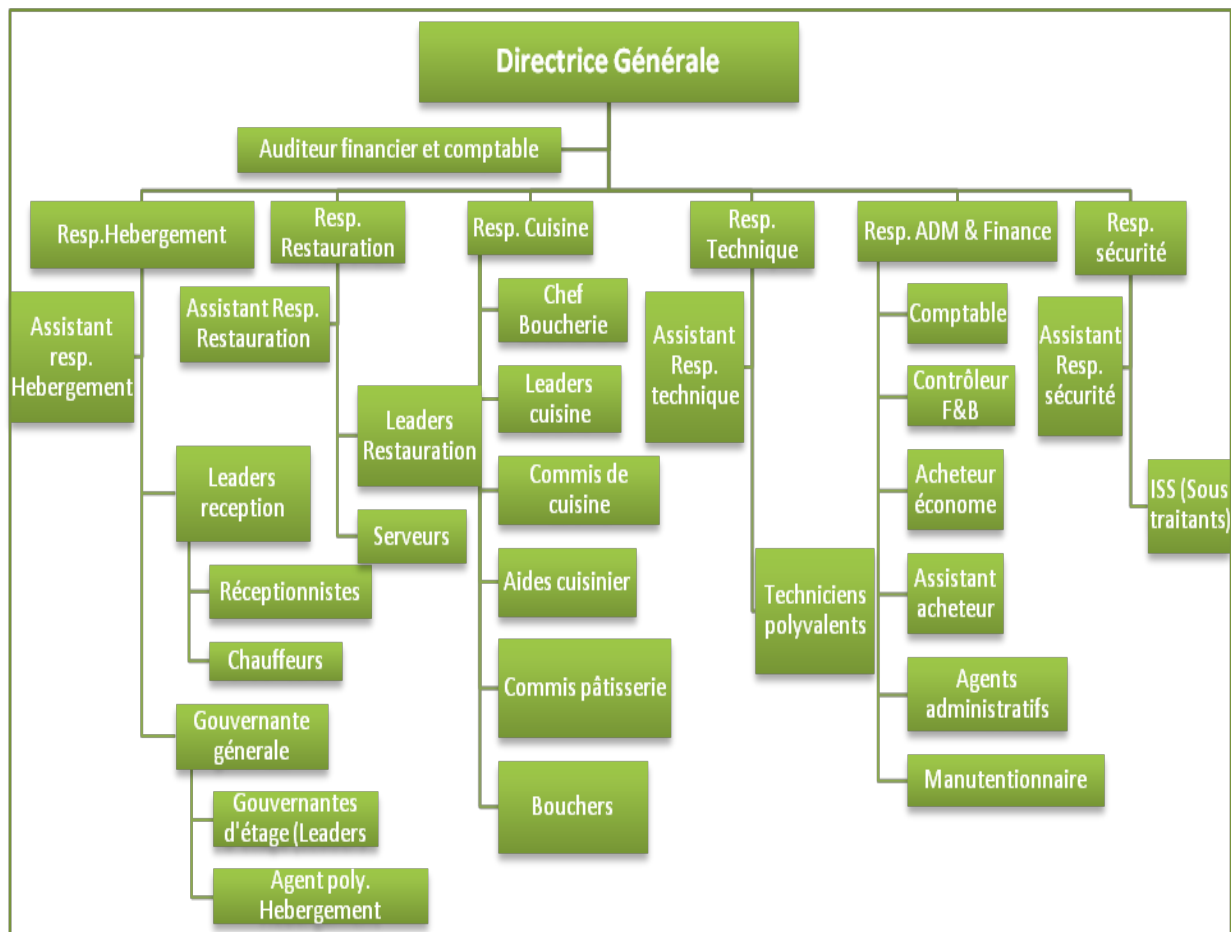 Directrice Générale
Auditeur financier et comptable
Resp.Hebergement
Resp.
Restauration
Resp. Cuisine
Resp.
Technique
Resp. ADM & Finance
Resp.
sécurité
Assistant
resp.
Hebergement
Leaders
reception
Réceptionnistes
Chauffeurs
Gouvernante
génerale
Gouvernantes
d'étage (Leaders
Agent poly.
Hebergement
Assistant Resp.
Restauration
Leaders
Restauration
Serveurs
Chef
Boucherie
Leaders
cuisine
Commis de
cuisine
Aides cuisinier
Commis pâtisserie
Bouchers
Assistant
Resp.
technique
Techniciens
polyvalents
Comptable
Contrôleur
F&B
Acheteur
économe
Assistant
acheteur
Agents
administratifs
Manutentionnaire
Assistant
Resp.
sécurité
ISS (Sous
traitants)